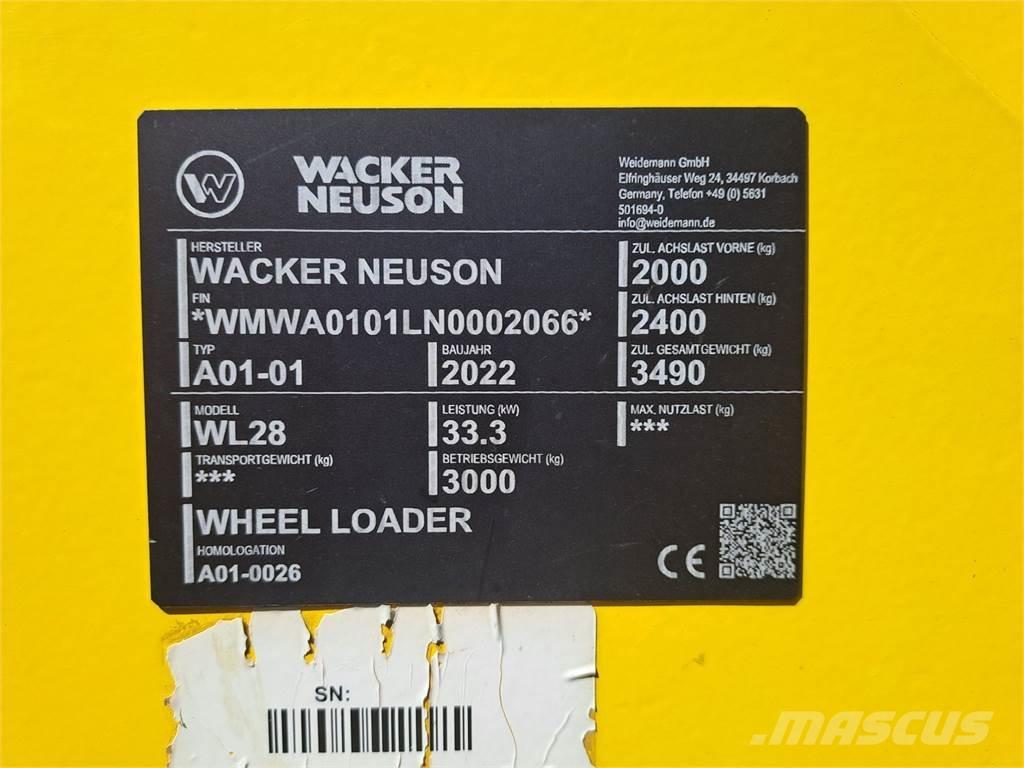 WACKER
NEUSON
Weidemann GmbH
Elfringhäuser Weg 24, 34497 Korbach
Germany, Telefon +49 (0) 5631
501694-0
info@weidemann.de
HERSTELLER
WACKER NEUSON
FIN
*WMWA0101LN0002066*
TYP
A01-01
BAUJAHR
2022
ZUL. ACHSLAST VORNE (kg)
2000
ZUL. ACHSLAST HINTEN (kg)
2400
ZUL. GESAMTGEWICHT (kg)
3490
MODELL
WL28
LEISTUNG (kW)
33.3
MAX. NUTZLAST (kg)
***
TRANSPORTGEWICHT (kg)
***
BETRIEBSGEWICHT (kg)
3000
WHEEL LOADER
HOMOLOGATION
A01-0026
CE
SN:
MASCUS